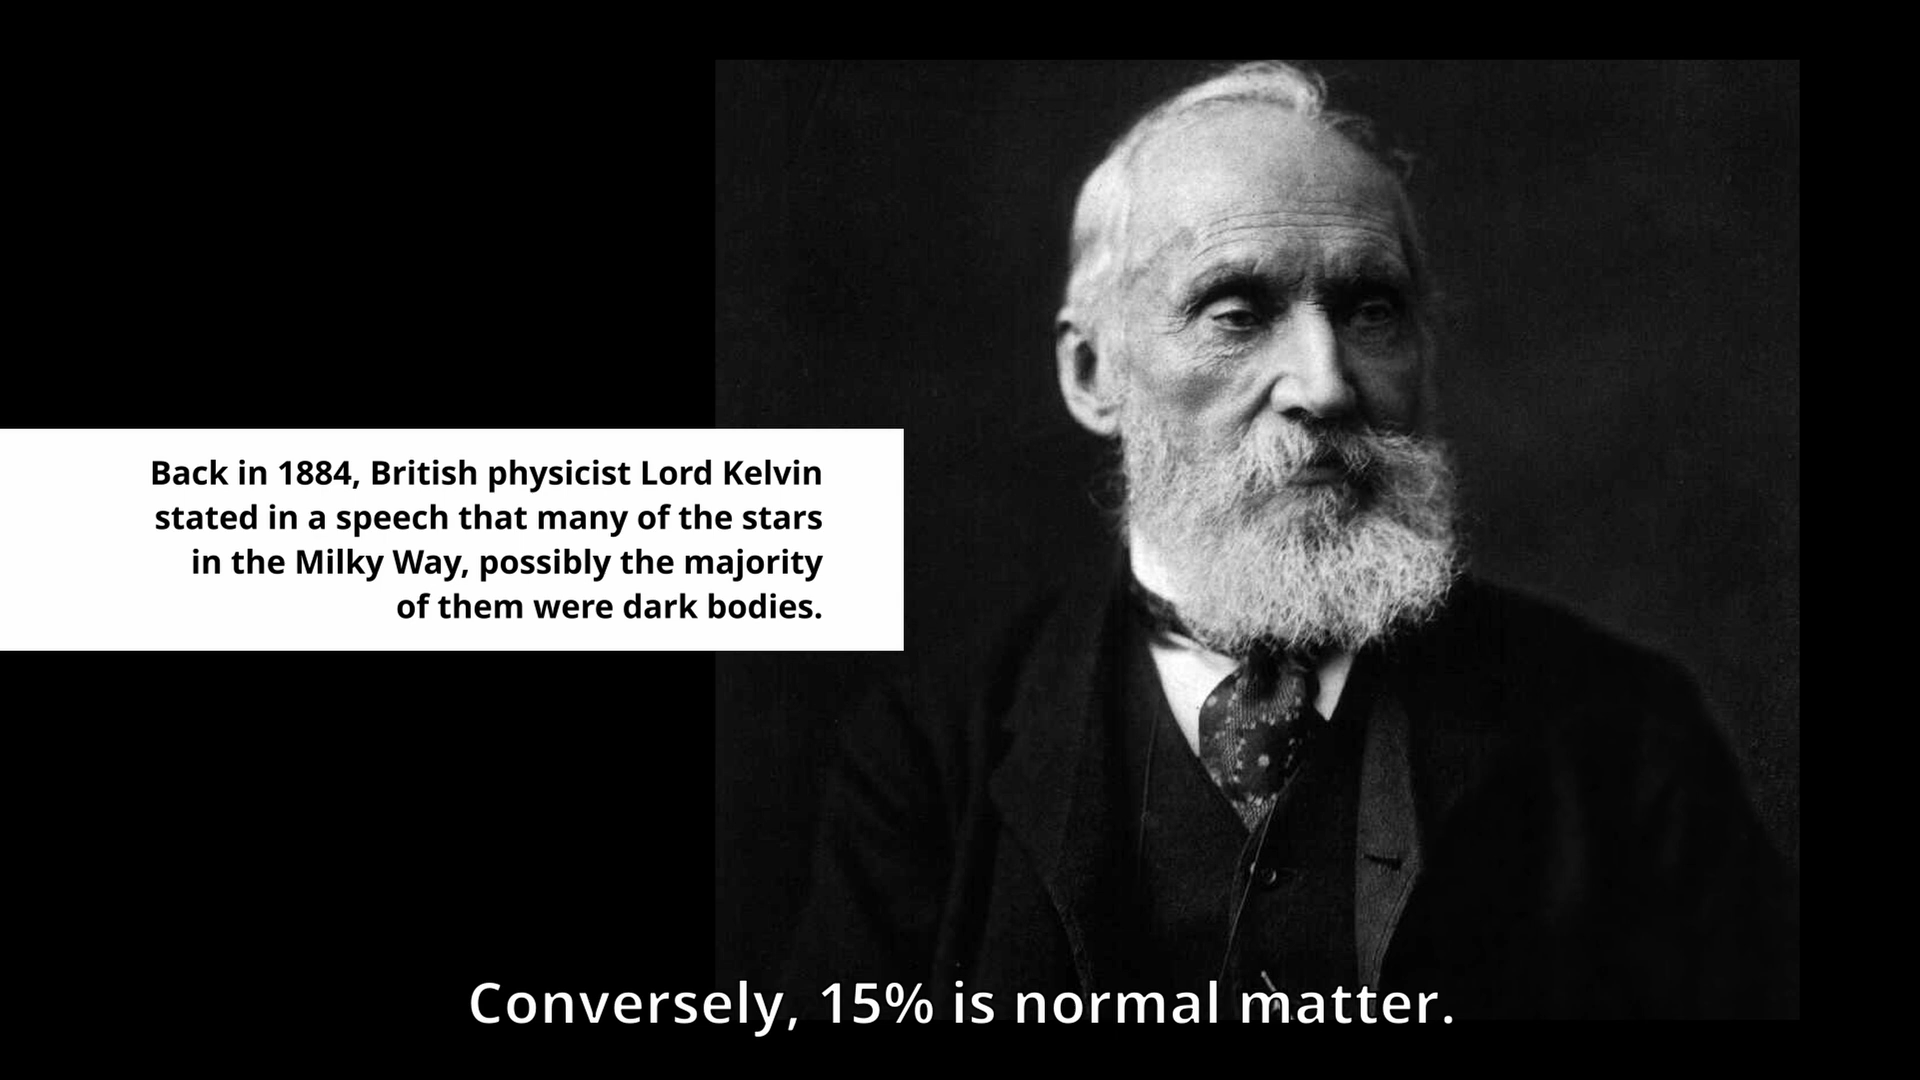 Back in 1884, British physicist Lord Kelvin
stated in a speech that many of the stars
in the Milky Way, possibly the majority
of them were dark bodies.
Conversely, 15% is normal matter.